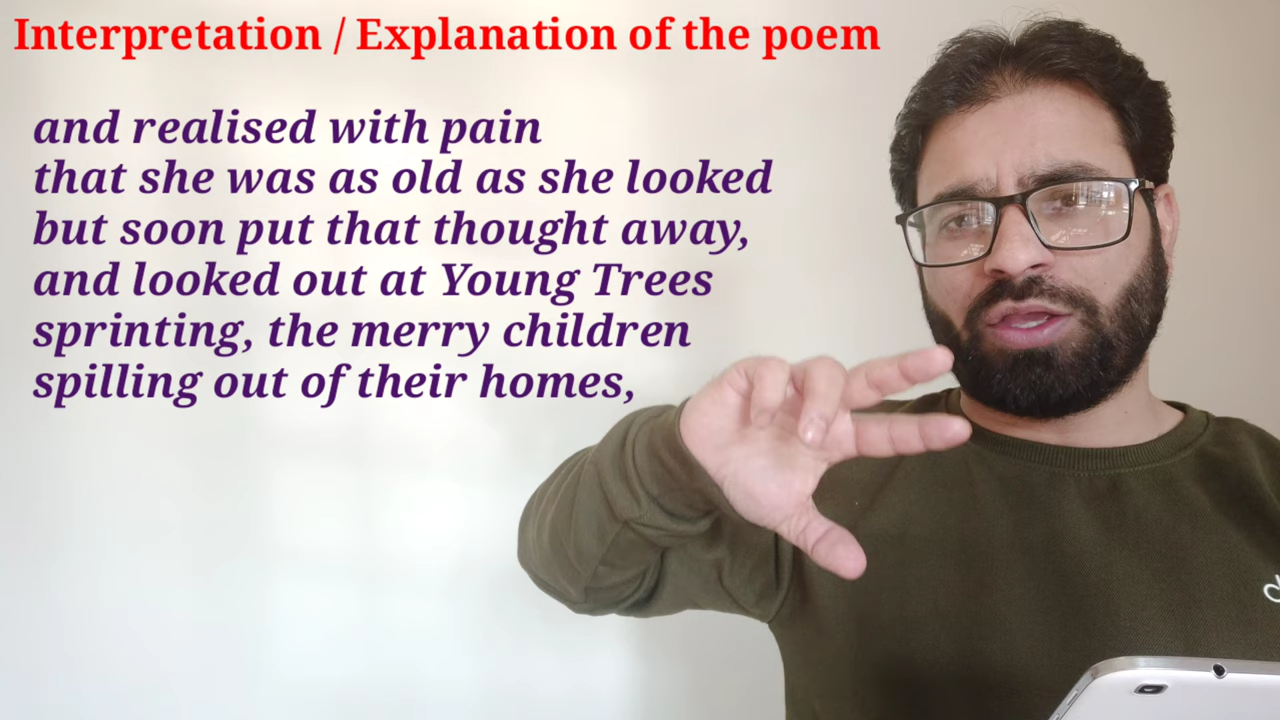 Interpretation / Explanation of the poem
and realised with pain
that she was as old as she looked
but soon put that thought away,
and looked out at Young Trees
sprinting, the merry children
spilling out of their homes,